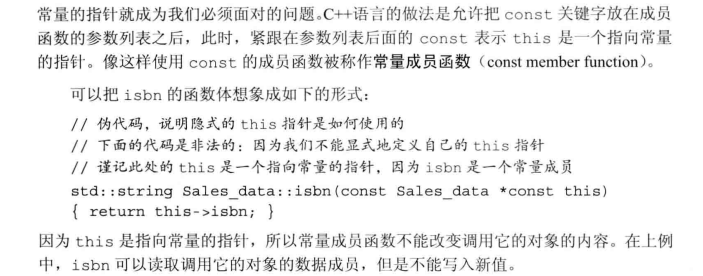 常量的指针就成为我们必须面对的问题。C++语言的做法是允许把 const 关键字放在成员
函数的参数列表之后，此时，紧跟在参数列表后面的 const 表示 this 是一个指向常量
的指针。像这样使用 const 的成员函数被称作常量成员函数（const member function）。
可以把 isbn 的函数体想象成如下的形式：
// 伪代码，说明隐式的 this 指针是如何使用的
// 下面的代码是非法的：因为我们不能显式地定义自己的 this 指针
// 谨记此处的 this 是一个指向常量的指针，因为 isbn 是一个常量成员
std::string Sales_data::isbn(const Sales_data *const this)
{ return this->isbn; }
因为 this 是指向常量的指针，所以常量成员函数不能改变调用它的对象的内容。在上例
中，isbn 可以读取调用它的对象的数据成员，但是不能写入新值。